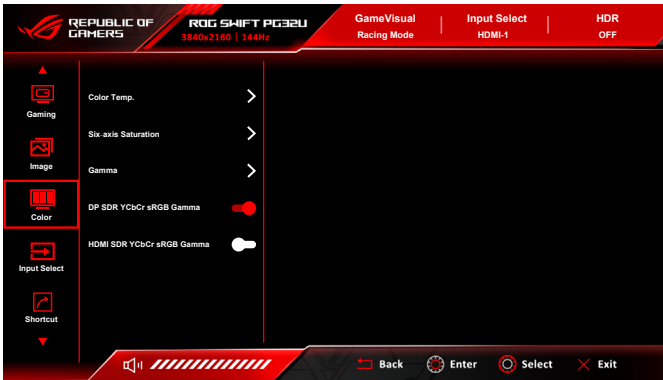 REPUBLIC OF
GAMERS
ROG SWIFT PG32U
3840x2160 | 144Hz
GameVisual
Racing Mode
Input Select
HDMI-1
HDR
OFF
Gaming
Image
Color
Input Select
Shortcut
Color Temp.
Six-axis Saturation
Gamma
DP SDR YCbCr sRGB Gamma
HDMI SDR YCbCr sRGB Gamma
Back
Enter
Select
Exit